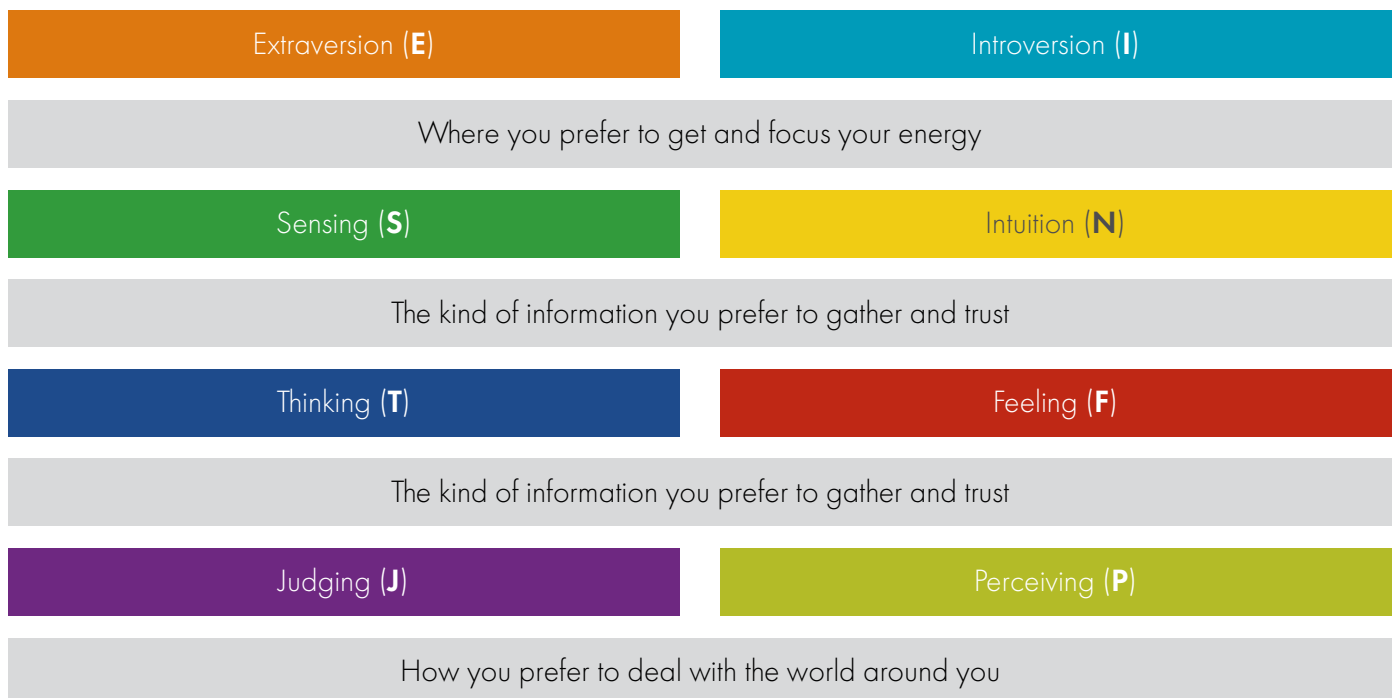 Extraversion (E) Introversion (I)
Where you prefer to get and focus your energy
Sensing (S) Intuition (N)
The kind of information you prefer to gather and trust
Thinking (T) Feeling (F)
The kind of information you prefer to gather and trust
Judging (J) Perceiving (P)
How you prefer to deal with the world around you